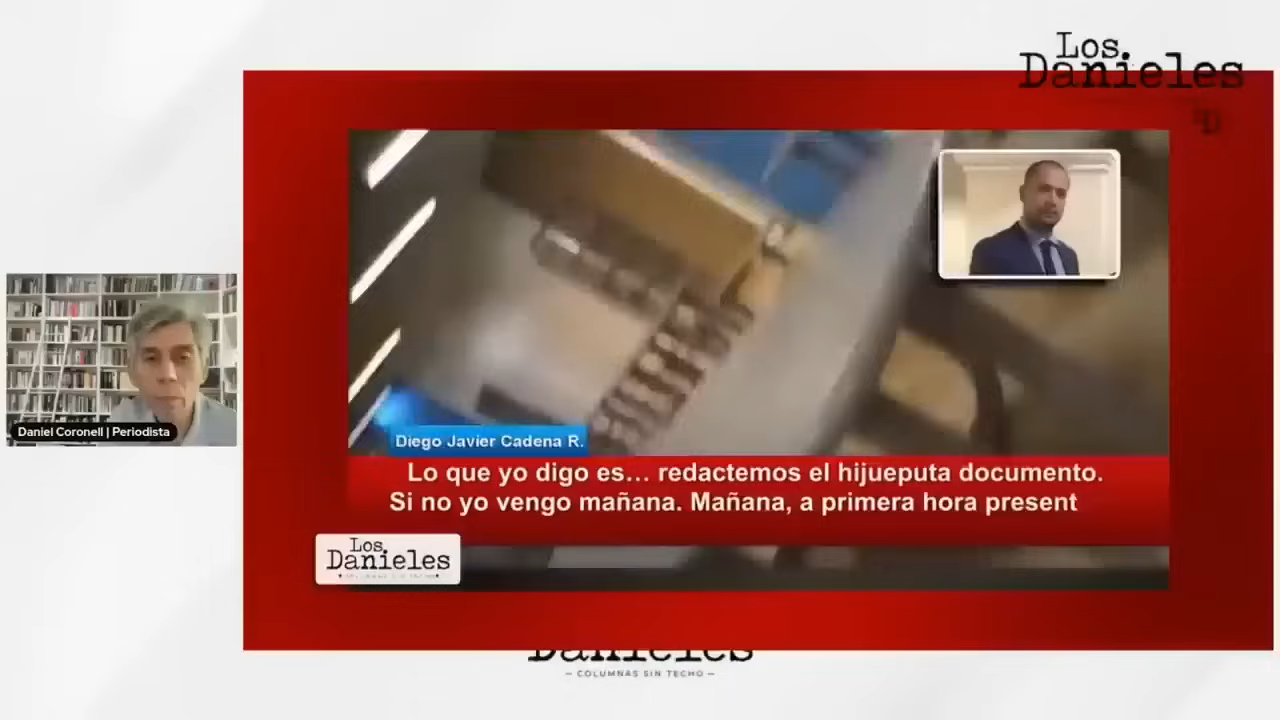 Los
Danieles
Daniel Coronell | Periodista
Diego Javier Cadena R.
Lo que yo digo es... redactemos el hijueputa documento.
Si no yo vengo mañana. Mañana, a primera hora present
Los
Danieles
Danieles
— COLUMNAS SIN TECHO —